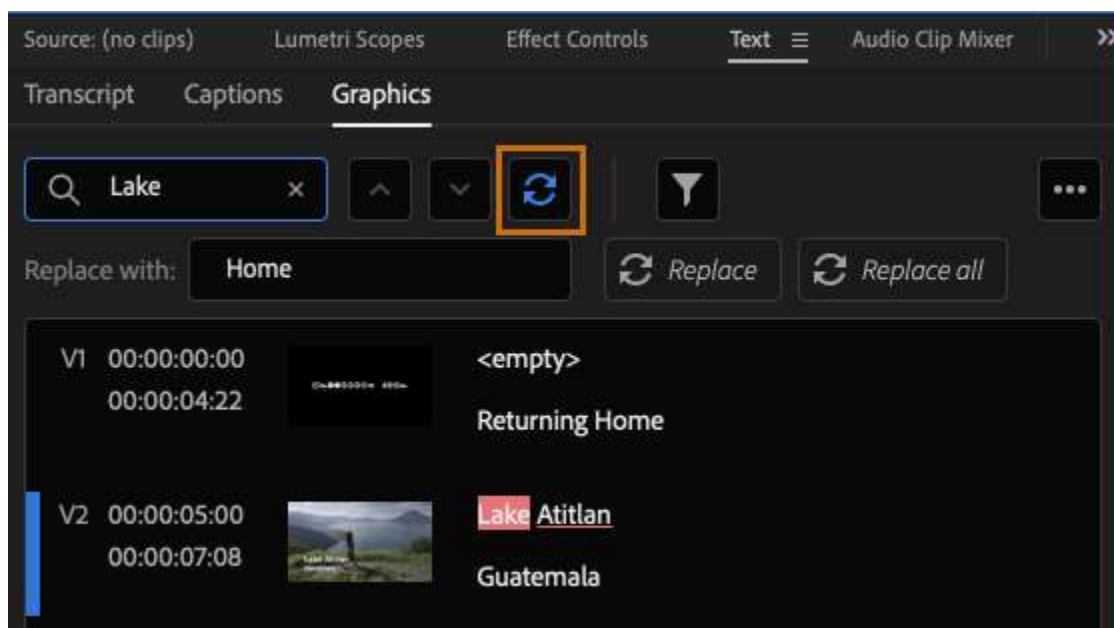 Source: (no clips) Lumetri Scopes Effect Controls Text Audio Clip Mixer
Transcript Captions Graphics
Lake
Replace with: Home Replace Replace all
V1 00:00:00:00 <empty>
00:00:04:22
Returning Home
V2 00:00:05:00 Lake Atitlan
00:00:07:08
Guatemala